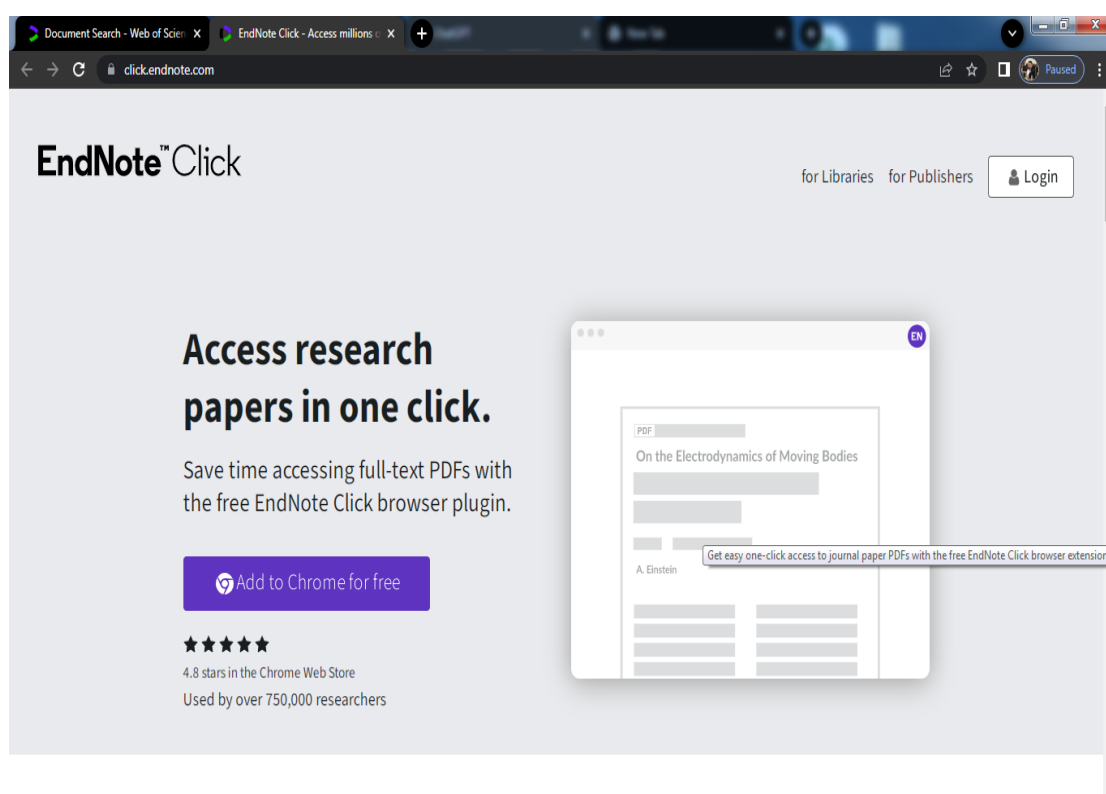 Document Search - Web of Scien
EndNote Click - Access millions o
click.endnote.com
Paused
EndNote™ Click
for Libraries
for Publishers
Login
Access research
papers in one click.
Save time accessing full-text PDFs with
the free EndNote Click browser plugin.
Add to Chrome for free
4.8 stars in the Chrome Web Store
Used by over 750,000 researchers
EN
PDF
On the Electrodynamics of Moving Bodies
Get easy one-click access to journal paper PDFs with the free EndNote Click browser extension
A. Einstein